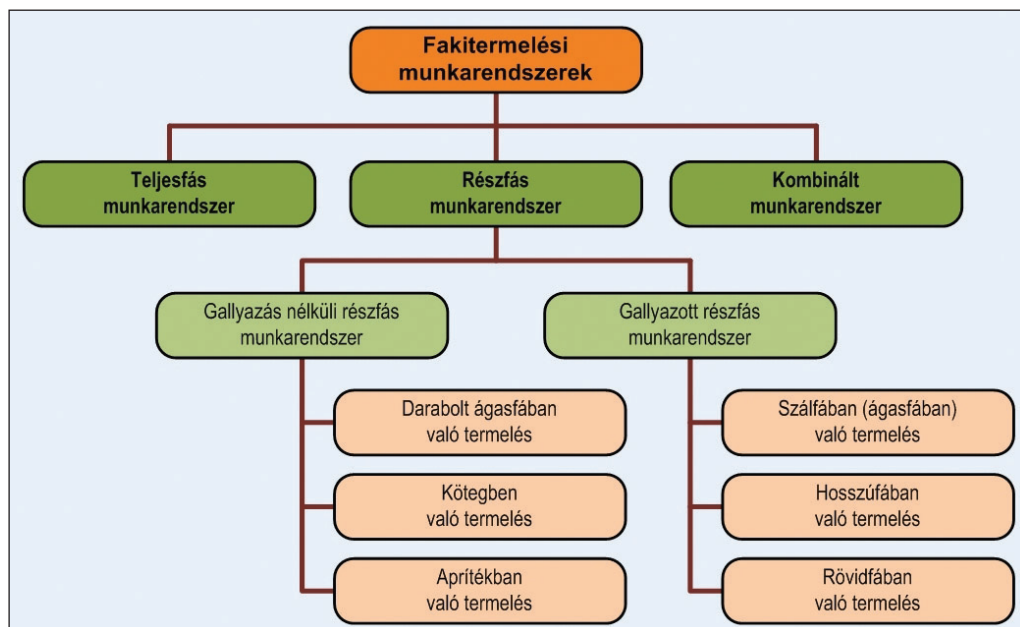 Fakitermelési
munkarendszerek
Teljesfás
munkarendszer
Részfás
munkarendszer
Kombinált
munkarendszer
Gallyazás nélküli részfás
munkarendszer
Gallyazott részfás
munkarendszer
Darabolt ágasfában
való termelés
Kötegben
való termelés
Aprítékban
való termelés
Szálfában (ágasfában)
való termelés
Hosszúfában
való termelés
Rövidfában
való termelés